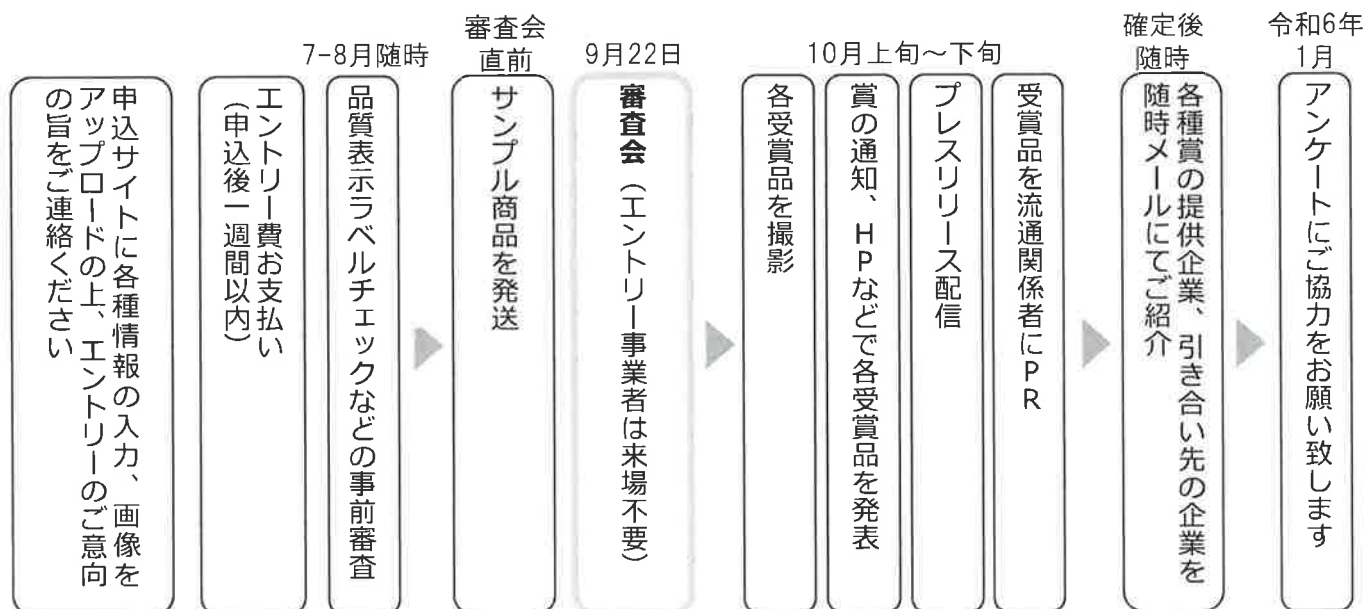 申込サイトに各種情報の入力、画像を
アップロードの上、エントリーのご意向
の旨をご連絡ください
エントリー費お支払い
（申込後一週間以内）
7-8月随時
品質表示ラベルチェックなどの事前審査
審査会
直前
サンプル商品を発送
9月22日
審査会（エントリー事業者は来場不要）
10月上旬～下旬
各受賞品を撮影
賞の通知、HPなどで各受賞品を発表
プレスリリース配信
受賞品を流通関係者にPR
確定後
随時
各種賞の提供企業、引き合い先の企業を
随時メールにてご紹介
令和6年
1月
アンケートにご協力をお願い致します